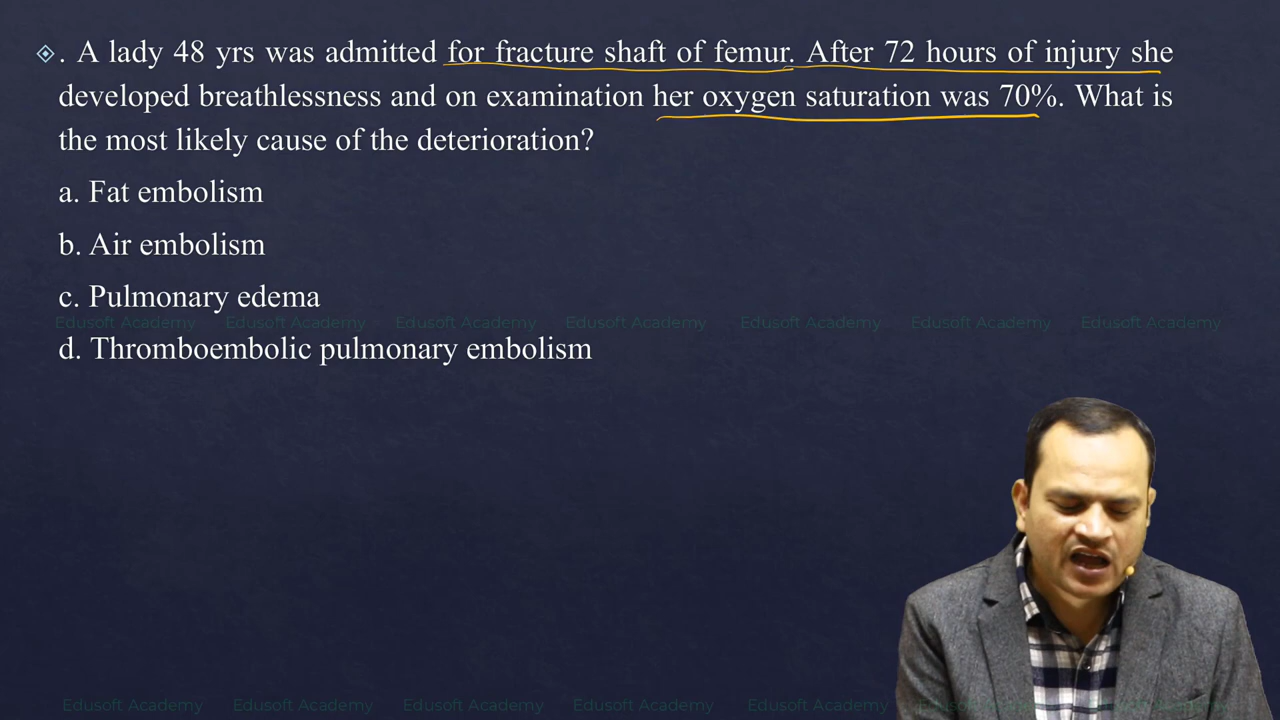 . A lady 48 yrs was admitted for fracture shaft of femur. After 72 hours of injury she
developed breathlessness and on examination her oxygen saturation was 70%. What is
the most likely cause of the deterioration?
a. Fat embolism
b. Air embolism
c. Pulmonary edema
Edusoft Academy Edusoft Academy Edusoft Academy Edusoft Academy Edusoft Academy Edusoft Academy Edusoft Academy
d. Thromboembolic pulmonary embolism
Edusoft Academy Edusoft Academy Edusoft Academy Edusoft Academy Edusoft Academy Edusoft Academy